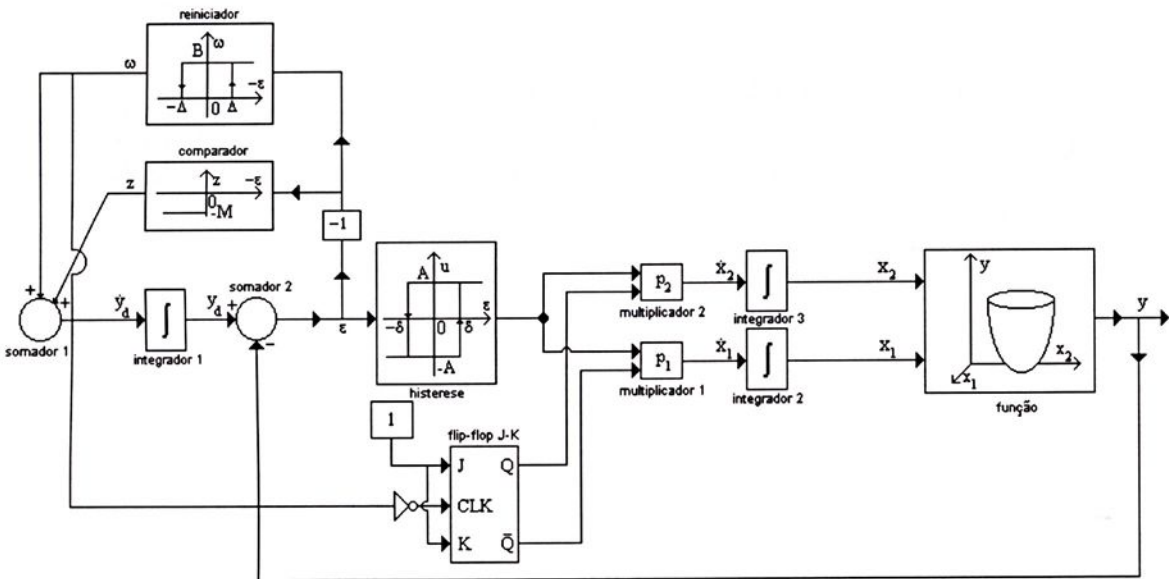 reiniciador
B ω
ω
-ε
-Δ 0 Δ
comparador
z
z -ε
0
-M
-1
+
+
somador 1
ẏd
∫
integrador 1
yd
somador 2
+
-
ε
A u
ε
-δ 0 δ
-A
histerese
p2
multiplicador 2
ẋ2
∫
integrador 3
x2
p1
multiplicador 1
ẋ1
∫
integrador 2
x1
y
x2
x1
função
y
1
flip-flop J-K
J Q
CLK
K Q̄